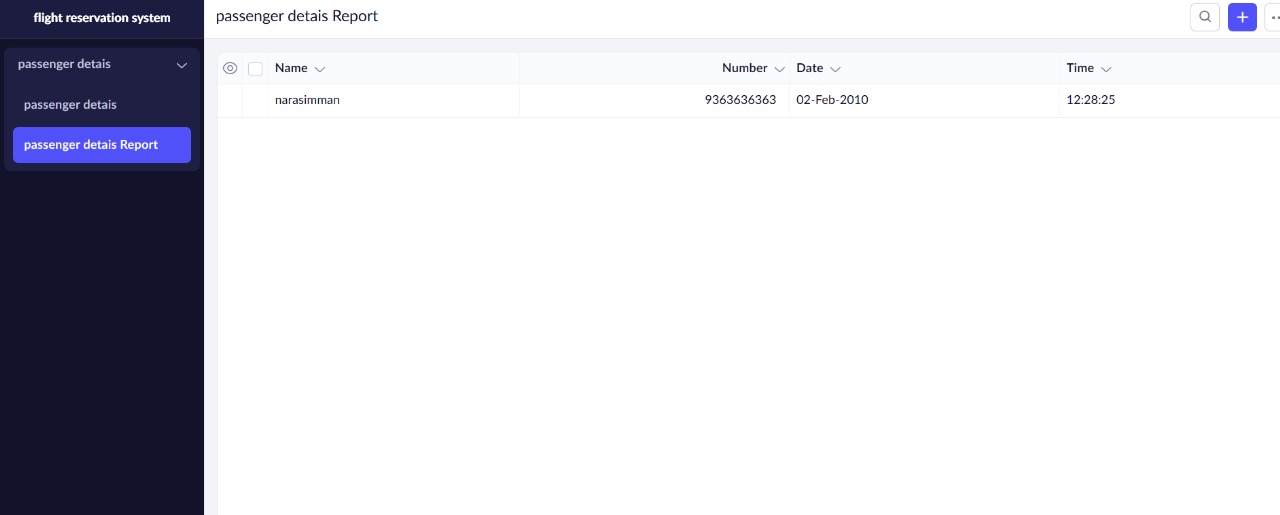 flight reservation system
passenger detais
passenger detais
passenger detais Report
passenger detais Report
Name Number Date Time
narasimman 9363636363 02-Feb-2010 12:28:25